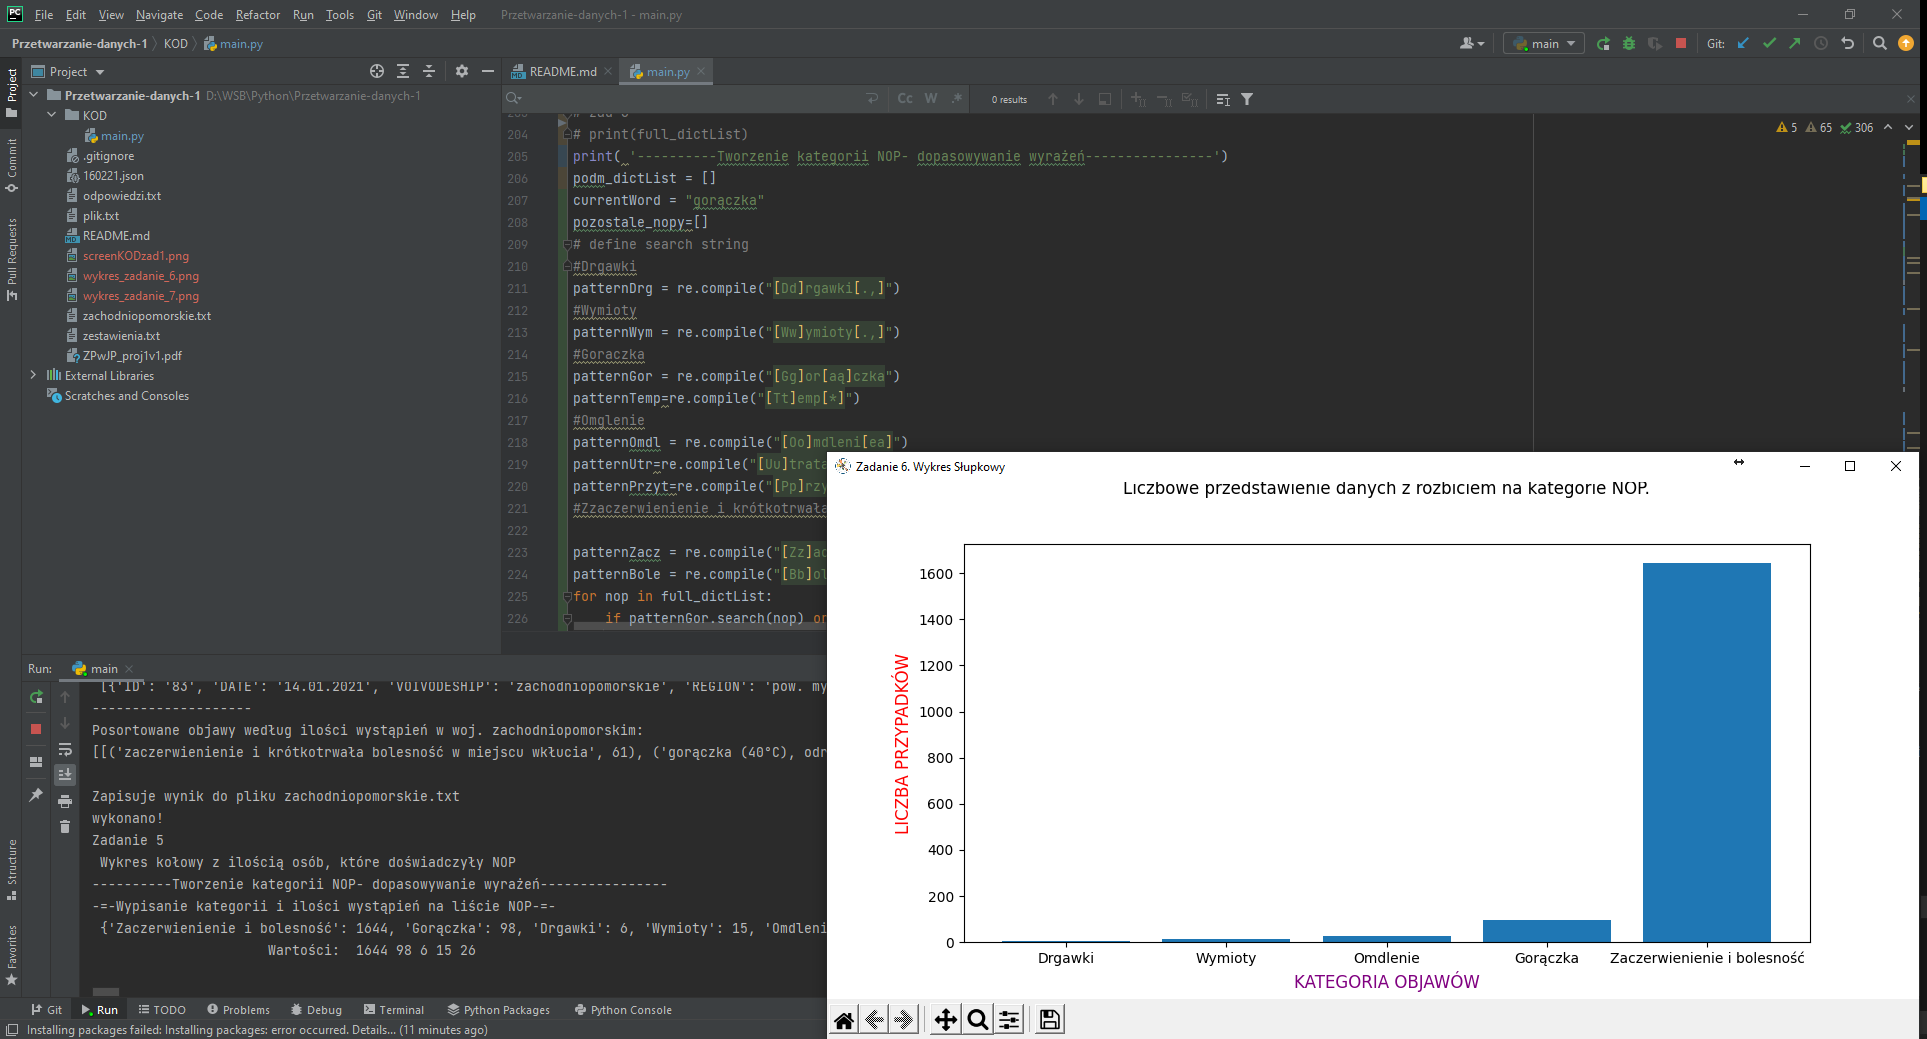 File Edit View Navigate Code Refactor Run Tools Git Window Help Przetwarzanie-danych-1 - main.py
Przetwarzanie-danych-1 KOD main.py
main
Git:
Project
Project
Commit
Pull Requests
Structure
Favorites
Przetwarzanie-danych-1 D:\WSB\Python\Przetwarzanie-danych-1
KOD
main.py
.gitignore
160221.json
odpowiedzi.txt
plik.txt
README.md
screenKODzad1.png
wykres_zadanie_6.png
wykres_zadanie_7.png
zachodniopomorskie.txt
zestawienia.txt
ZPwJP_proj1v1.pdf
External Libraries
Scratches and Consoles
README.md main.py
Cc W .* 0 results
5 65 306
204 # print(full_dictList)
205 print( '----------Tworzenie kategorii NOP- dopasowywanie wyrażeń----------------')
206 podm_dictList = []
207 currentWord = "gorączka"
208 pozostale_nopy=[]
209 # define search string
210 #Drgawki
211 patternDrg = re.compile("[Dd]rgawki[.,]")
212 #Wymioty
213 patternWym = re.compile("[Ww]ymioty[.,]")
214 #Goraczka
215 patternGor = re.compile("[Gg]or[aą]czka")
216 patternTemp=re.compile("[Tt]emp[*]")
217 #Omglenie
218 patternOmdl = re.compile("[Oo]mdleni[ea]")
219 patternUtr=re.compile("[Uu]trata
220 patternPrzyt=re.compile("[Pp]rzy
221 #Zzaczerwienienie i krótkotrwała
222
223 patternZacz = re.compile("[Zz]ac
224 patternBole = re.compile("[Bb]ol
225 for nop in full_dictList:
226 if patternGor.search(nop) or
Run: main
[{'ID': '83', 'DATE': '14.01.2021', 'VOIVODESHIP': 'zachodniopomorskie', 'REGION': 'pow. my
--------------------
Posortowane objawy według ilości wystąpień w woj. zachodniopomorskim:
[[('zaczerwienienie i krótkotrwała bolesność w miejscu wkłucia', 61), ('gorączka (40°C), odr
Zapisuje wynik do pliku zachodniopomorskie.txt
wykonano!
Zadanie 5
Wykres kołowy z ilością osób, które doświadczyły NOP
----------Tworzenie kategorii NOP- dopasowywanie wyrażeń----------------
-=-Wypisanie kategorii i ilości wystąpień na liście NOP-=-
{'Zaczerwienienie i bolesność': 1644, 'Gorączka': 98, 'Drgawki': 6, 'Wymioty': 15, 'Omdleni
Wartości: 1644 98 6 15 26
Zadanie 6. Wykres Słupkowy
Liczbowe przedstawienie danych z rozbiciem na kategorie NOP.
LICZBA PRZYPADKÓW
1600
1400
1200
1000
800
600
400
200
0
Drgawki Wymioty Omdlenie Gorączka Zaczerwienienie i bolesność
KATEGORIA OBJAWÓW
Git Run TODO Problems Debug Terminal Python Packages Python Console
Installing packages failed: Installing packages: error occurred. Details... (11 minutes ago)